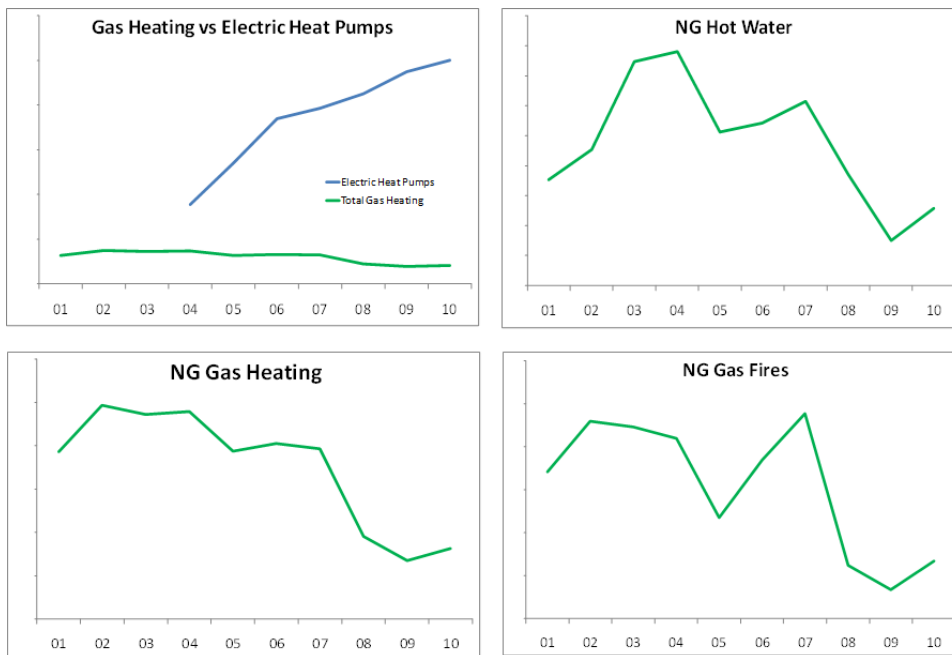 Gas Heating vs Electric Heat Pumps
Electric Heat Pumps
Total Gas Heating
01 02 03 04 05 06 07 08 09 10
NG Hot Water
01 02 03 04 05 06 07 08 09 10
NG Gas Heating
01 02 03 04 05 06 07 08 09 10
NG Gas Fires
01 02 03 04 05 06 07 08 09 10